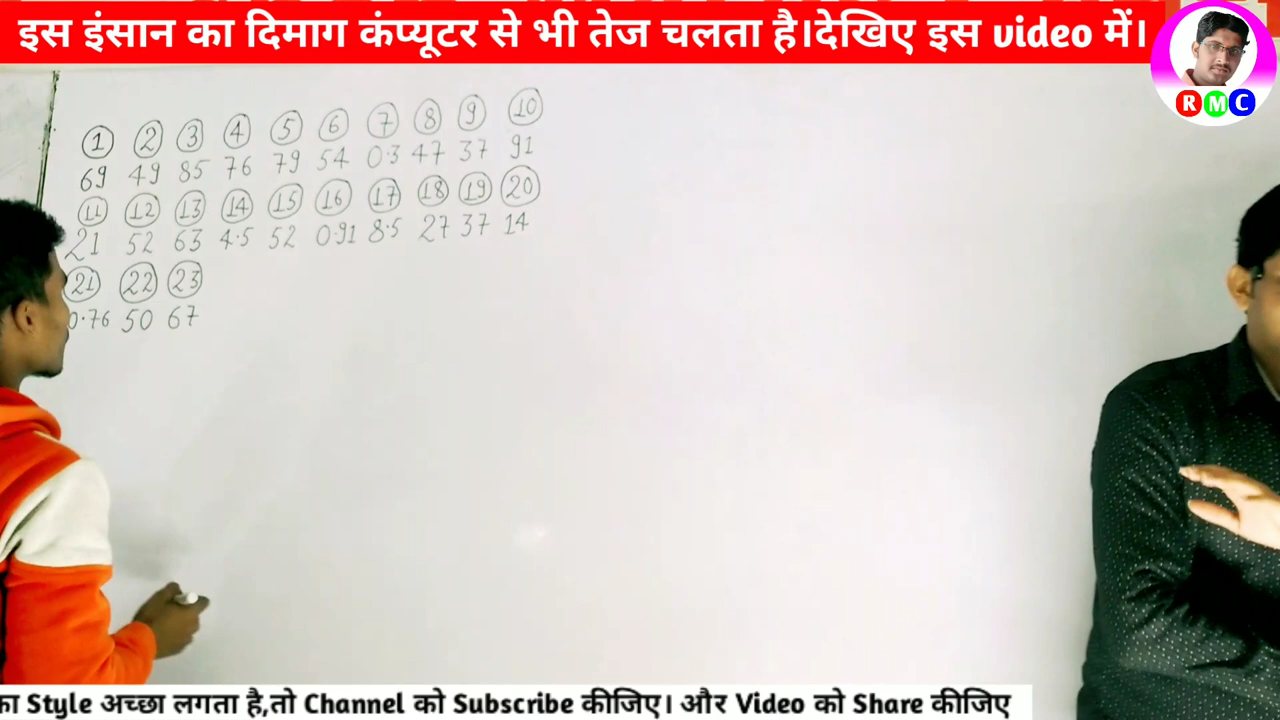 इस इंसान का दिमाग कंप्यूटर से भी तेज चलता है।देखिए इस video में।
R M C
1 2 3 4 5 6 7 8 9 10
69 49 85 76 79 54 0.3 47 37 91
11 12 13 14 15 16 17 18 19 20
21 52 63 4.5 52 0.91 8.5 27 37 14
21 22 23
0.76 50 67
का Style अच्छा लगता है,तो Channel को Subscribe कीजिए। और Video को Share कीजिए